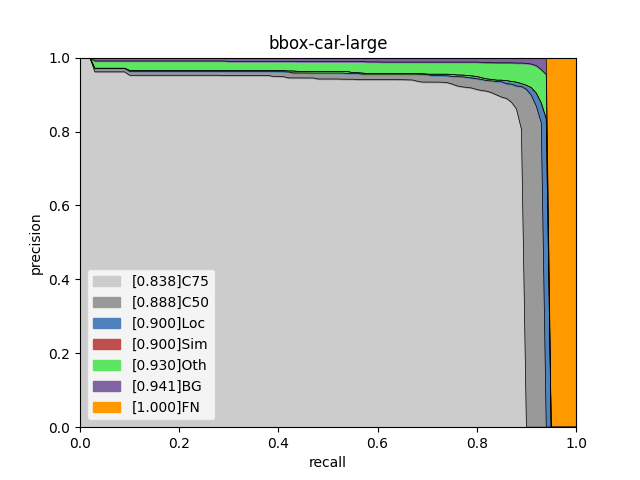 bbox-car-large
1.0
0.8
0.6
0.4
0.2
0.0
precision
[0.838]C75
[0.888]C50
[0.900]Loc
[0.900]Sim
[0.930]Oth
[0.941]BG
[1.000]FN
0.0 0.2 0.4 0.6 0.8 1.0
recall